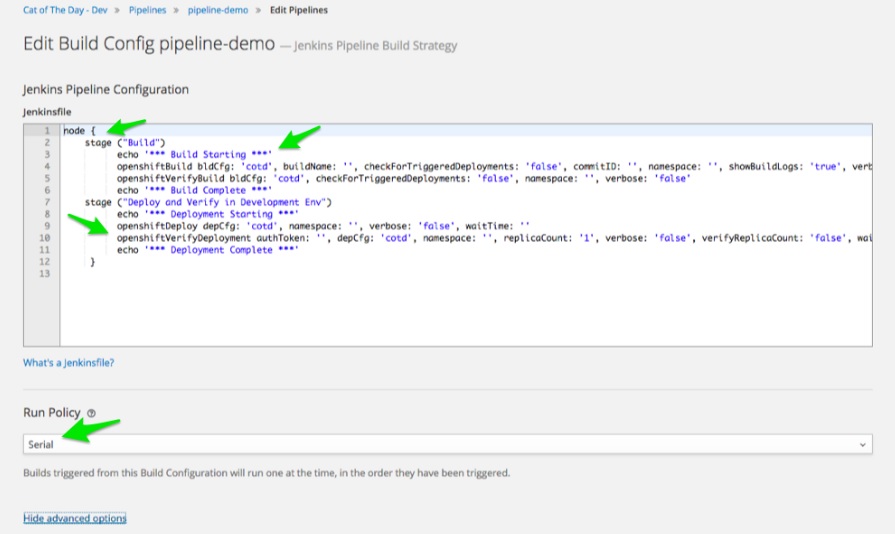 Cat of The Day - Dev » Pipelines » pipeline-demo » Edit Pipelines
Edit Build Config pipeline-demo — Jenkins Pipeline Build Strategy
Jenkins Pipeline Configuration
Jenkinsfile
1 node {
2 stage ("Build")
3 echo '*** Build Starting ***'
4 openshiftBuild bldCfg: 'cotd', buildName: '', checkForTriggeredDeployments: 'false', commitID: '', namespace: '', showBuildLogs: 'true', verb
5 openshiftVerifyBuild bldCfg: 'cotd', checkForTriggeredDeployments: 'false', namespace: '', verbose: 'false'
6 echo '*** Build Complete ***'
7 stage ("Deploy and Verify in Development Env")
8 echo '*** Deployment Starting ***'
9 openshiftDeploy depCfg: 'cotd', namespace: '', verbose: 'false', waitTime: ''
10 openshiftVerifyDeployment authToken: '', depCfg: 'cotd', namespace: '', replicaCount: '1', verbose: 'false', verifyReplicaCount: 'false', wai
11 echo '*** Deployment Complete ***'
12 }
13
What's a Jenkinsfile?
Run Policy
Serial
Builds triggered from this Build Configuration will run one at the time, in the order they have been triggered.
Hide advanced options